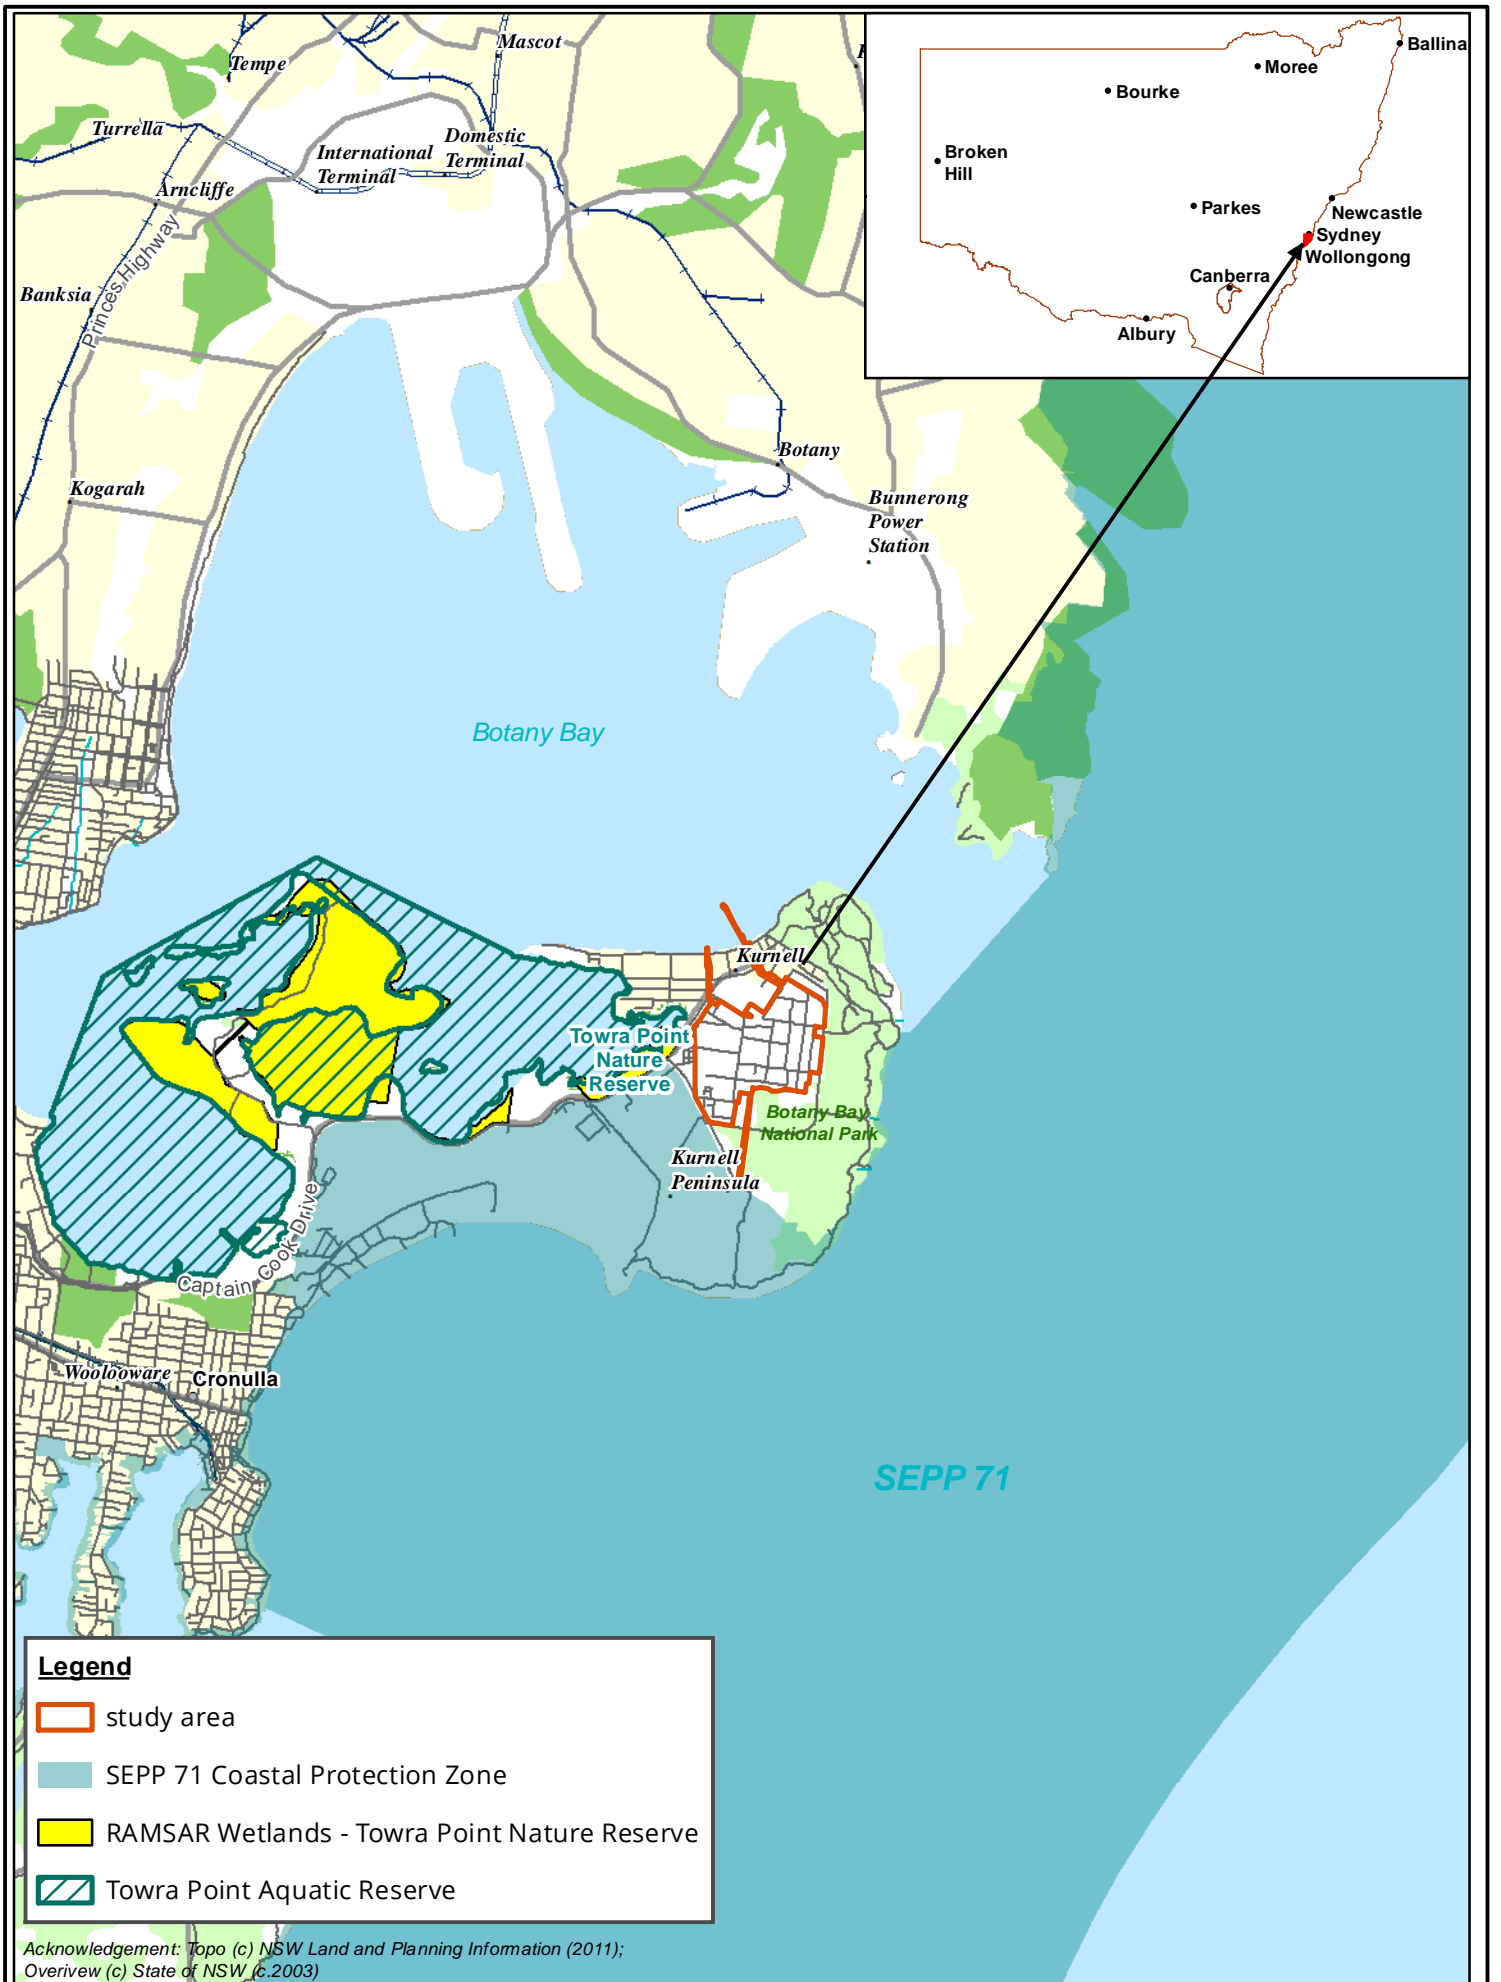 Mascot
Tempe
Turrella
Domestic
Terminal
International
Terminal
Arncliffe
Princes Highway
Banksia
Kogarah
Botany
Bunnerong
Power
Station
Ballina
Moree
Bourke
Broken
Hill
Parkes
Newcastle
Sydney
Wollongong
Canberra
Albury
Botany Bay
Kurnell
Towra Point
Nature
Reserve
Botany Bay
National Park
Kurnell
Peninsula
Captain Cook Drive
Woolooware
Cronulla
SEPP 71
Legend
study area
SEPP 71 Coastal Protection Zone
RAMSAR Wetlands - Towra Point Nature Reserve
Towra Point Aquatic Reserve
Acknowledgement: Topo (c) NSW Land and Planning Information (2011);
Overivew (c) State of NSW (c.2003)